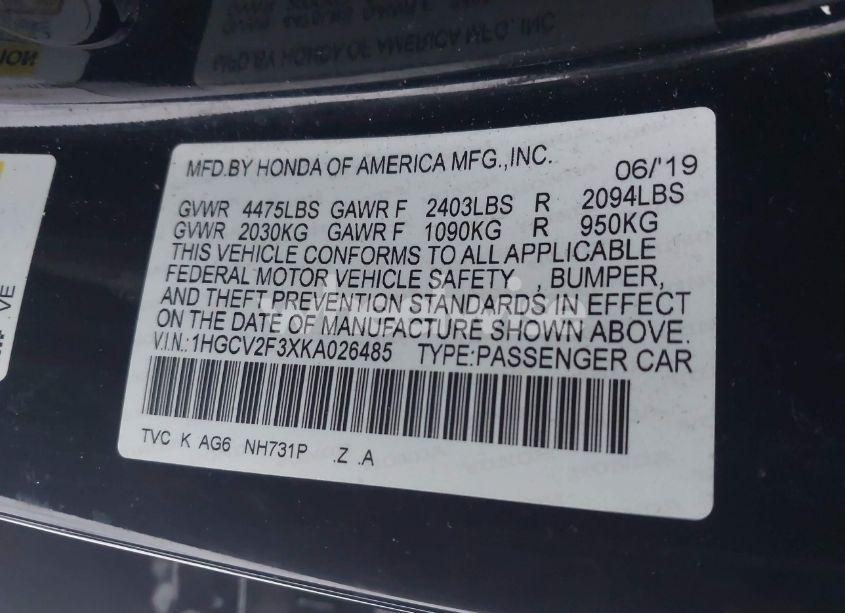 MFD.BY HONDA OF AMERICA MFG.,INC. 06/'19
GVWR 4475LBS GAWR F 2403LBS R 2094LBS
GVWR 2030KG GAWR F 1090KG R 950KG
THIS VEHICLE CONFORMS TO ALL APPLICABLE
FEDERAL MOTOR VEHICLE SAFETY , BUMPER,
AND THEFT PREVENTION STANDARDS IN EFFECT
ON THE DATE OF MANUFACTURE SHOWN ABOVE.
V.I.N.:1HGCV2F3XKA026485 TYPE:PASSENGER CAR
TVC K AG6 NH731P .Z .A
VE